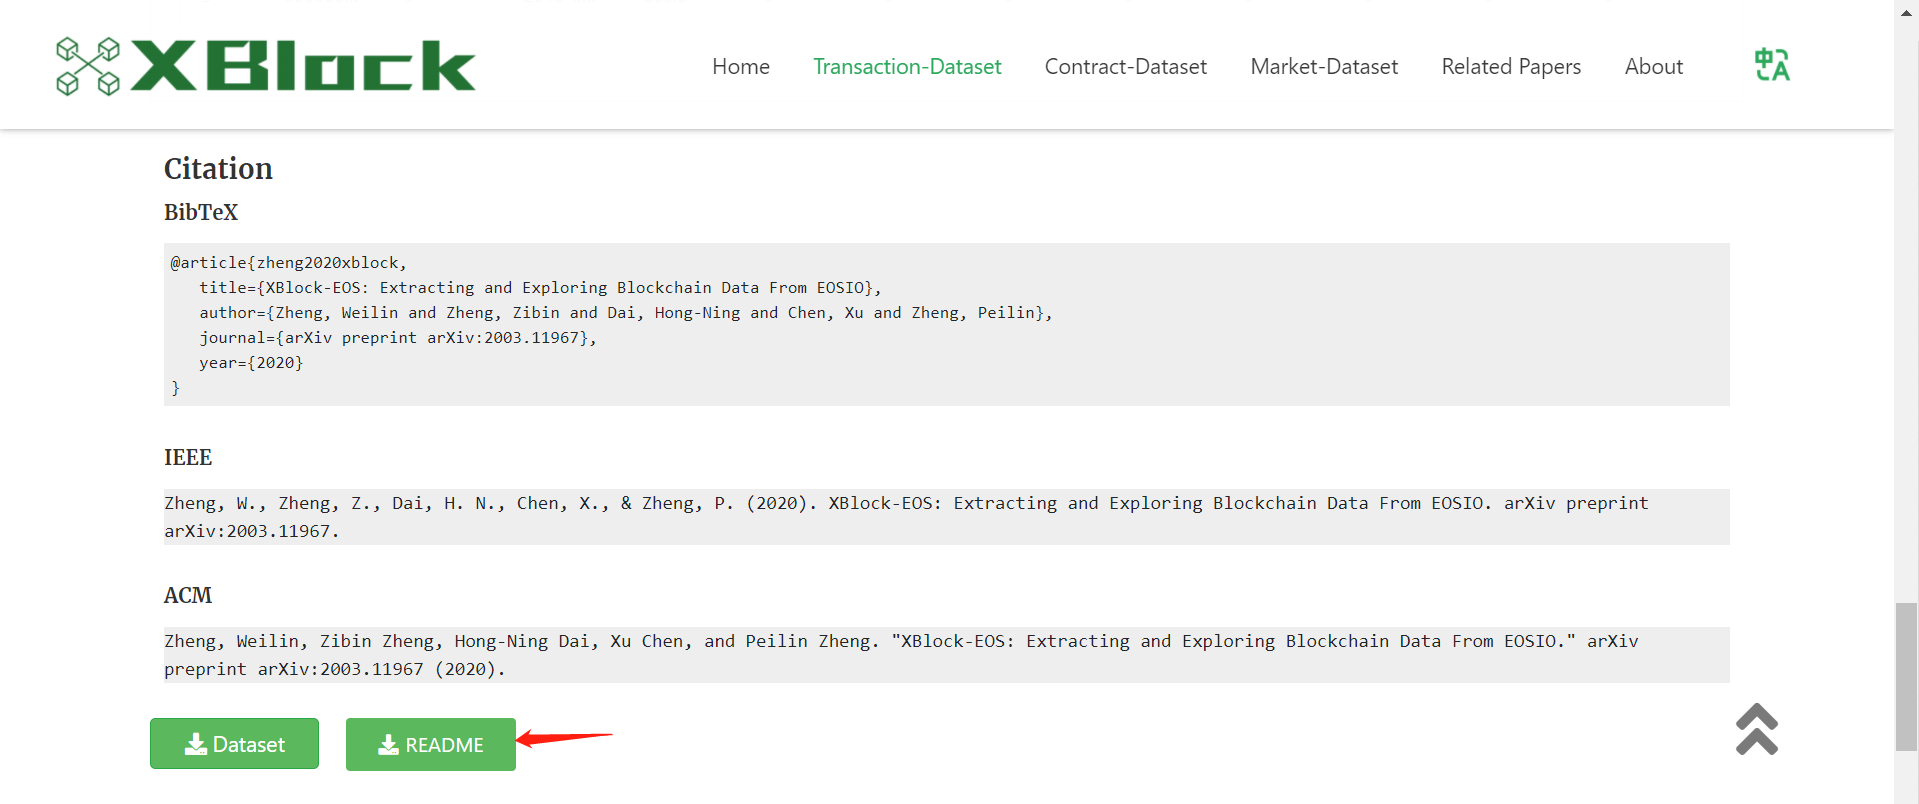 XBlock
Home Transaction-Dataset Contract-Dataset Market-Dataset Related Papers About 中A
Citation
BibTeX
@article{zheng2020xblock,
title={XBlock-EOS: Extracting and Exploring Blockchain Data From EOSIO},
author={Zheng, Weilin and Zheng, Zibin and Dai, Hong-Ning and Chen, Xu and Zheng, Peilin},
journal={arXiv preprint arXiv:2003.11967},
year={2020}
}
IEEE
Zheng, W., Zheng, Z., Dai, H. N., Chen, X., & Zheng, P. (2020). XBlock-EOS: Extracting and Exploring Blockchain Data From EOSIO. arXiv preprint
arXiv:2003.11967.
ACM
Zheng, Weilin, Zibin Zheng, Hong-Ning Dai, Xu Chen, and Peilin Zheng. "XBlock-EOS: Extracting and Exploring Blockchain Data From EOSIO." arXiv
preprint arXiv:2003.11967 (2020).
Dataset README